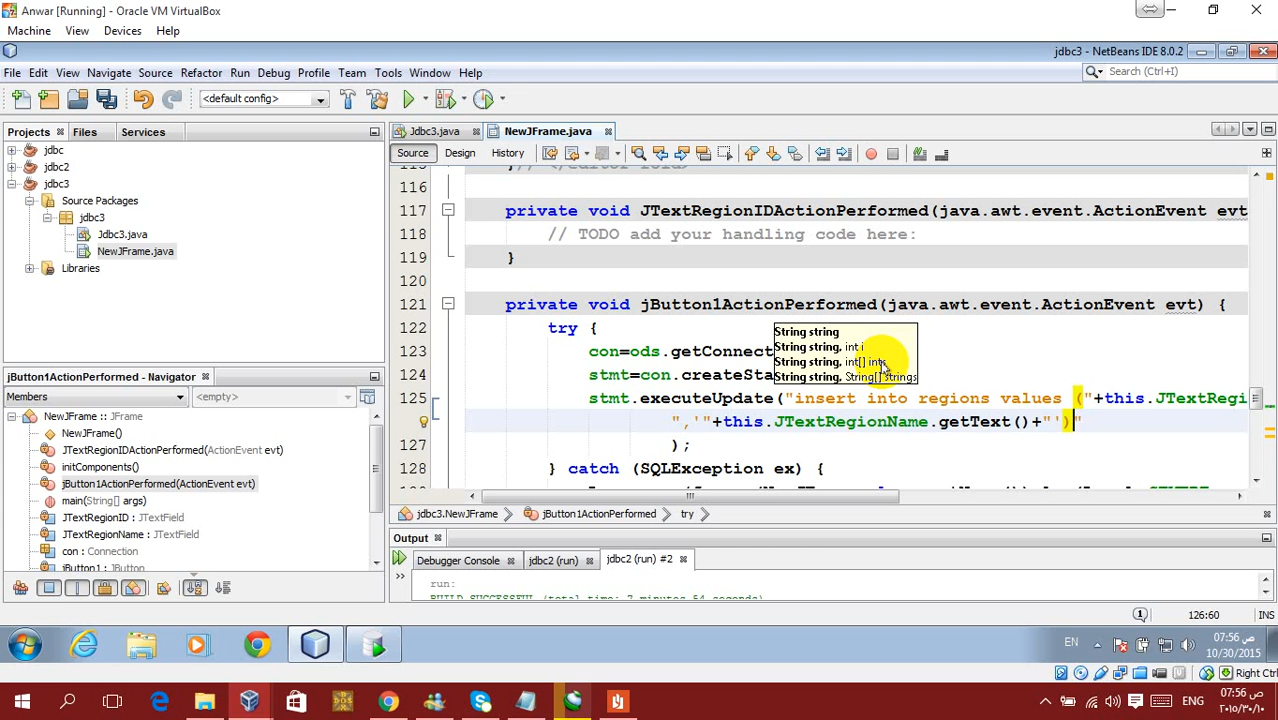 Anwar [Running] - Oracle VM VirtualBox
Machine View Devices Help
jdbc3 - NetBeans IDE 8.0.2
File Edit View Navigate Source Refactor Run Debug Profile Team Tools Window Help
Search (Ctrl+I)
<default config>
Projects Files Services
Jdbc3.java NewJFrame.java
Source Design History
jdbc
jdbc2
jdbc3
Source Packages
jdbc3
Jdbc3.java
NewJFrame.java
Libraries
116
117 private void JTextRegionIDActionPerformed(java.awt.event.ActionEvent evt
118 // TODO add your handling code here:
119 }
120
121 private void jButton1ActionPerformed(java.awt.event.ActionEvent evt) {
122 try {
String string
String string, int i
String string, int[] ints
String string, String[] strings
123 con=ods.getConnect
124 stmt=con.createSta
125 stmt.executeUpdate("insert into regions values ("+this.JTextRegi
",'"+this.JTextRegionName.getText()+"')"
127 );
128 } catch (SQLException ex) {
jButton1ActionPerformed - Navigator
Members <empty>
NewJFrame :: JFrame
NewJFrame()
JTextRegionIDActionPerformed(ActionEvent evt)
initComponents()
jButton1ActionPerformed(ActionEvent evt)
main(String[] args)
JTextRegionID : JTextField
JTextRegionName : JTextField
con : Connection
jButton1 : JButton
jdbc3.NewJFrame jButton1ActionPerformed try
Output
Debugger Console jdbc2 (run) jdbc2 (run) #2
run:
BUILD SUCCESSFUL (total time: 7 minutes 54 seconds)
1 126:60 INS
EN
07:56 ص
10/30/2015
Right Ctrl
ENG
07:56 ص
٢٠١٥/٣٠/١٠